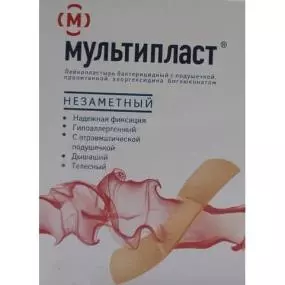 М
МУЛЬТИПЛАСТ®
Лейкопластырь бактерицидный с подушечкой,
пропитанной хлоргексидина биглюконатом
НЕЗАМЕТНЫЙ
• Надежная фиксация
• Гипоаллергенный
• С атравматической
подушечкой
• Дышащий
• Телесный